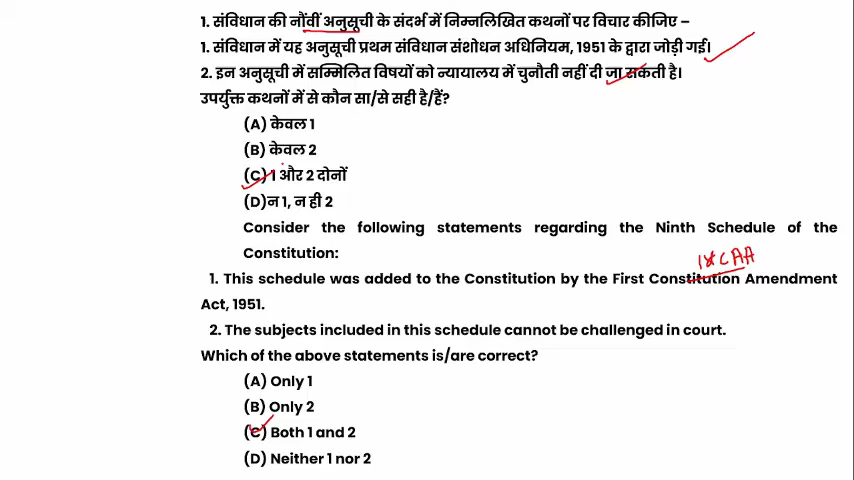 1. संविधान की नौंवीं अनुसूची के संदर्भ में निम्नलिखित कथनों पर विचार कीजिए –
1. संविधान में यह अनुसूची प्रथम संविधान संशोधन अधिनियम, 1951 के द्वारा जोड़ी गई।
2. इन अनुसूची में सम्मिलित विषयों को न्यायालय में चुनौती नहीं दी जा सकती है।
उपर्युक्त कथनों में से कौन सा/से सही है/हैं?
(A) केवल 1
(B) केवल 2
(C) 1 और 2 दोनों
(D)न 1, न ही 2
Consider the following statements regarding the Ninth Schedule of the
Constitution:
1st CAA
1. This schedule was added to the Constitution by the First Constitution Amendment
Act, 1951.
2. The subjects included in this schedule cannot be challenged in court.
Which of the above statements is/are correct?
(A) Only 1
(B) Only 2
(C) Both 1 and 2
(D) Neither 1 nor 2